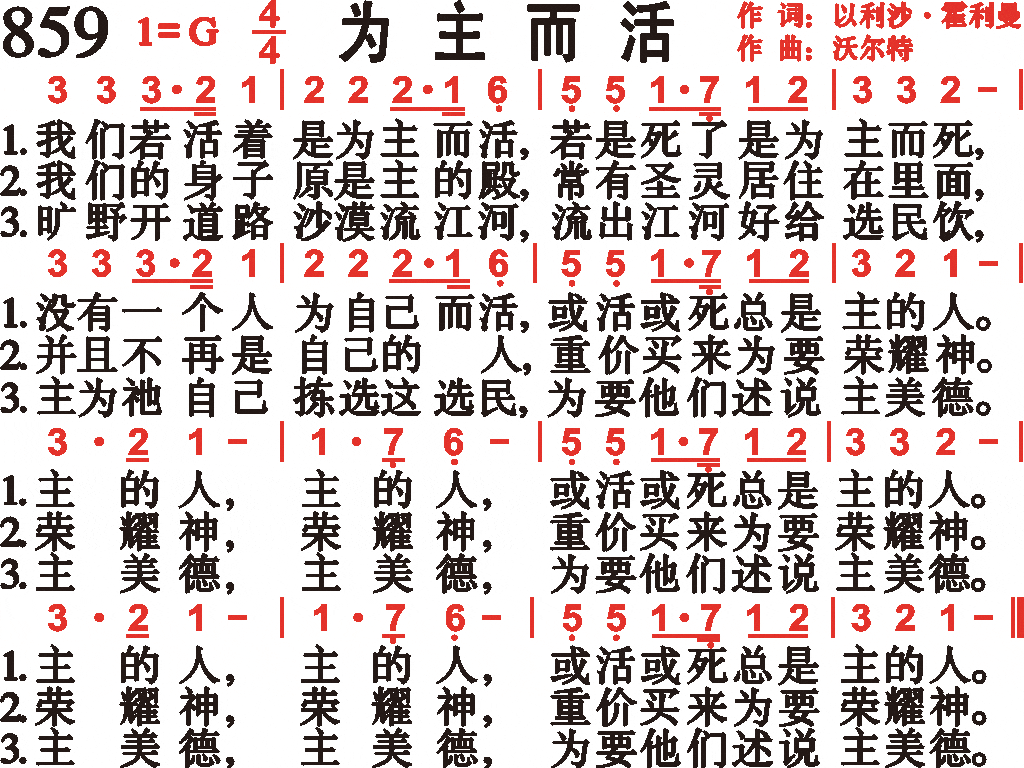 859 1=G 4/4 为主而活 作 词：以利沙·霍利曼
作 曲：沃尔特
3 3 3·2 1 | 2 2 2·1 6 | 5 5 1·7 1 2 | 3 3 2 – |
1.我们若活着 是为主而活，若是死了是为 主而死，
2.我们的身子 原是主的殿，常有圣灵居住 在里面，
3.旷野开道路 沙漠流江河，流出江河好给 选民饮，
3 3 3·2 1 | 2 2 2·1 6 | 5 5 1·7 1 2 | 3 2 1 – |
1.没有一个人 为自己而活，或活或死总是 主的人。
2.并且不再是 自己的 人，重价买来为要 荣耀神。
3.主为祂自己 拣选这选民，为要他们述说 主美德。
3 · 2 1 – | 1 · 7 6 – | 5 5 1·7 1 2 | 3 3 2 – |
1.主 的人， 主 的人， 或活或死总是 主的人。
2.荣 耀神， 荣 耀神， 重价买来为要 荣耀神。
3.主 美德， 主 美德， 为要他们述说 主美德。
3 · 2 1 – | 1 · 7 6 – | 5 5 1·7 1 2 | 3 2 1 – ‖
1.主 的人， 主 的人， 或活或死总是 主的人。
2.荣 耀神， 荣 耀神， 重价买来为要 荣耀神。
3.主 美德， 主 美德， 为要他们述说 主美德。